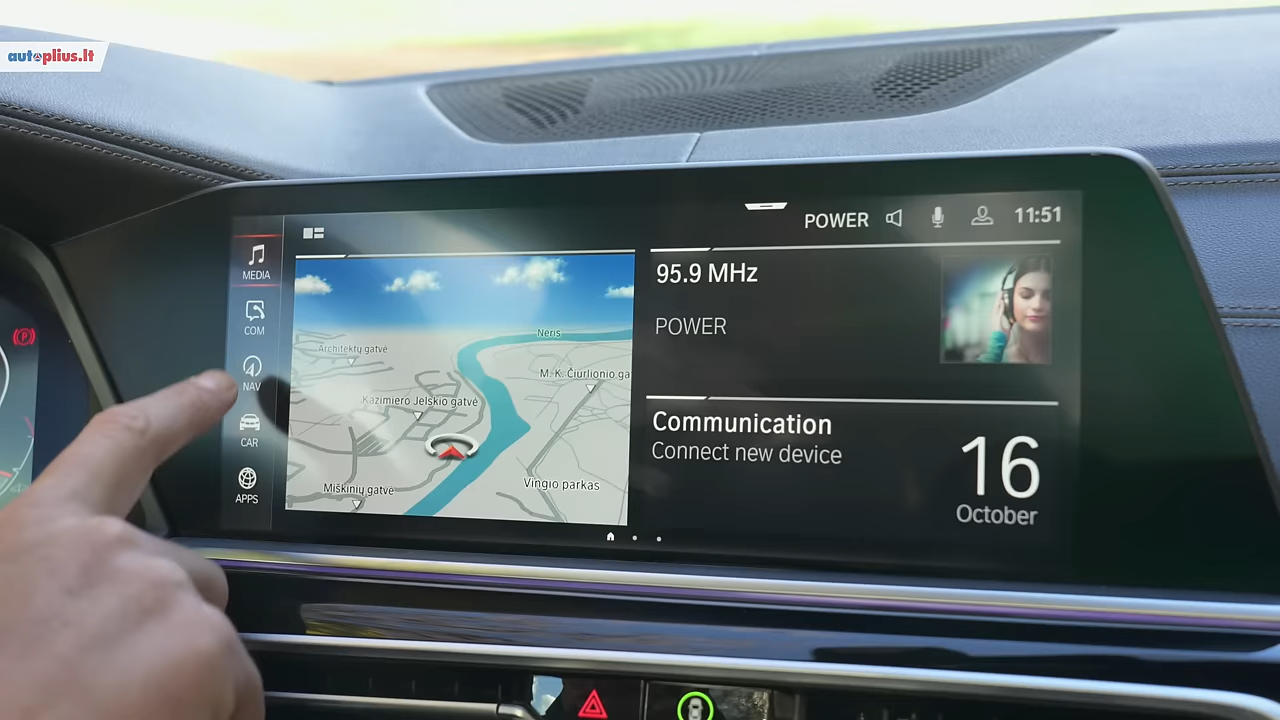 autoplius.lt
POWER
11:51
MEDIA
COM
NAV
CAR
APPS
Neris
Architektų gatvė
M. K. Čiurlionio ga
Kazimiero Jelskio gatvė
Miškinių gatvė
Vingio parkas
95.9 MHz
POWER
Communication
Connect new device
16
October
P